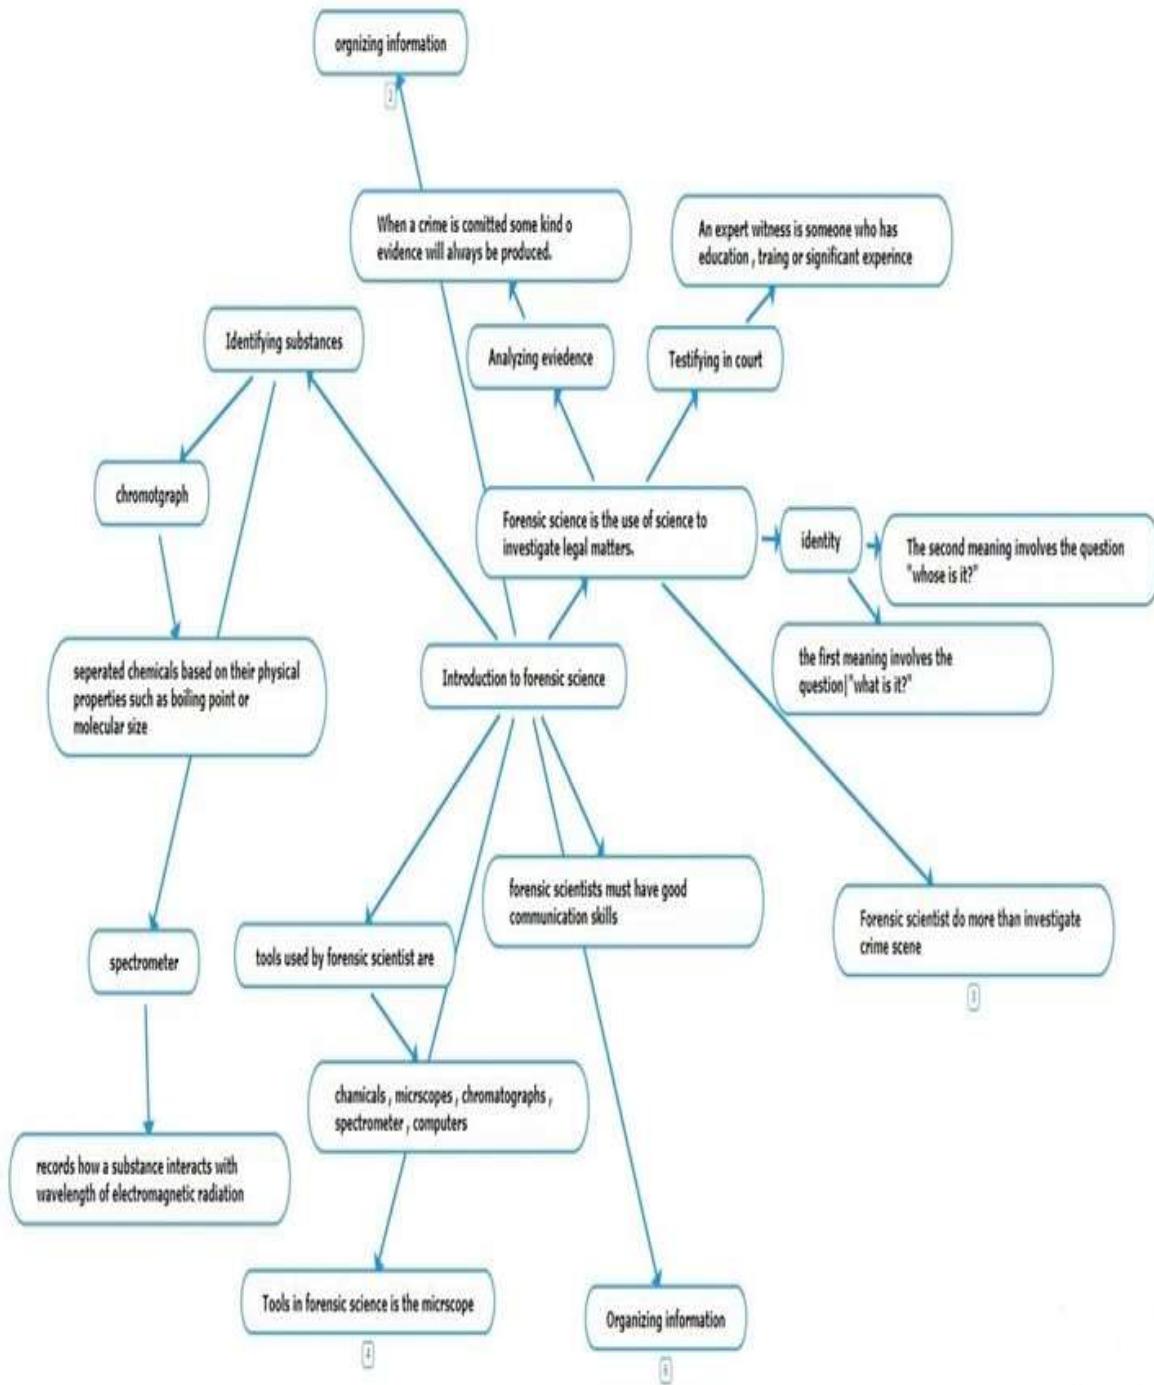 orgnizing information
2
When a crime is comitted some kind o
evidence will always be produced.
An expert witness is someone who has
education , traing or significant experince
Identifying substances
Analyzing eviedence
Testifying in court
chromotgraph
Forensic science is the use of science to
investigate legal matters.
identity
The second meaning involves the question
"whose is it?"
seperated chemicals based on their physical
properties such as boiling point or
molecular size
Introduction to forensic science
the first meaning involves the
question|"what is it?"
forensic scientists must have good
communication skills
Forensic scientist do more than investigate
crime scene
3
spectrometer
tools used by forensic scientist are
chamicals , micrscopes , chromatographs ,
spectrometer , computers
records how a substance interacts with
wavelength of electromagnetic radiation
Tools in forensic science is the micrscope
4
Organizing information
6